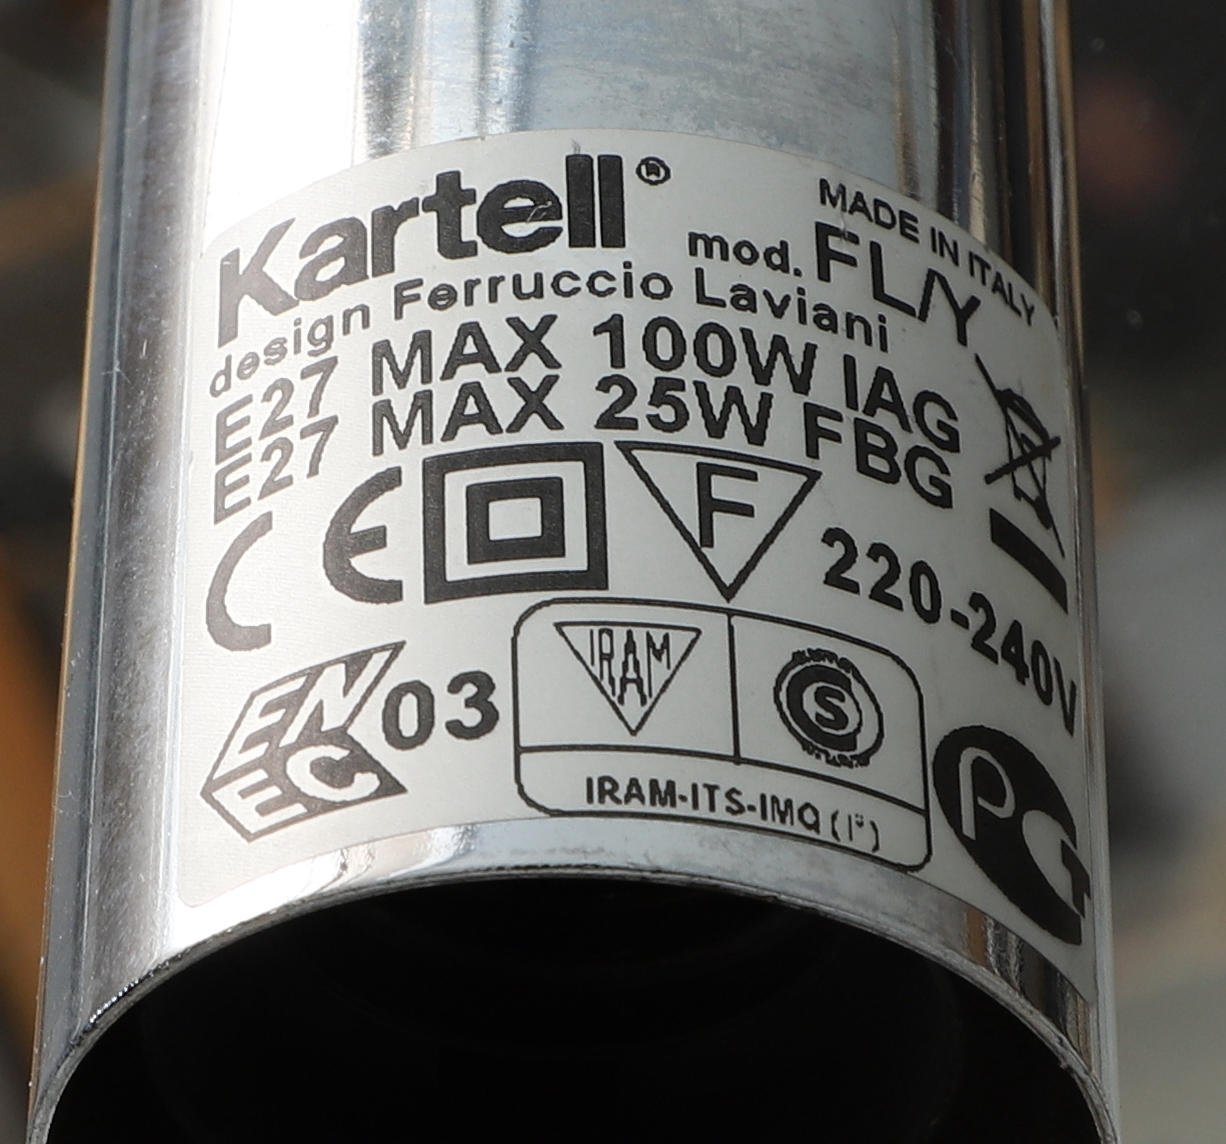 Kartell®
MADE IN ITALY
mod. FL/Y
design Ferruccio Laviani
E27 MAX 100W IAG
E27 MAX 25W FBG
CE
F
220-240V
ENEC 03
IRAM
S
IRAM-ITS-IMQ
PCT